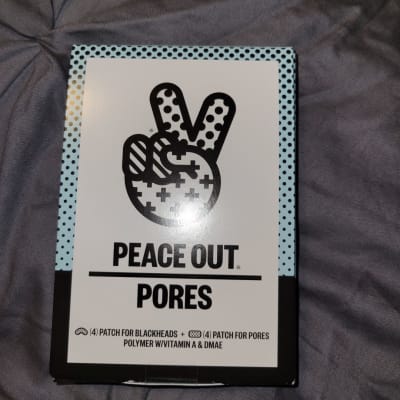 PEACE OUT®
PORES
(4) PATCH FOR BLACKHEADS + (4) PATCH FOR PORES
POLYMER W/VITAMIN A & DMAE